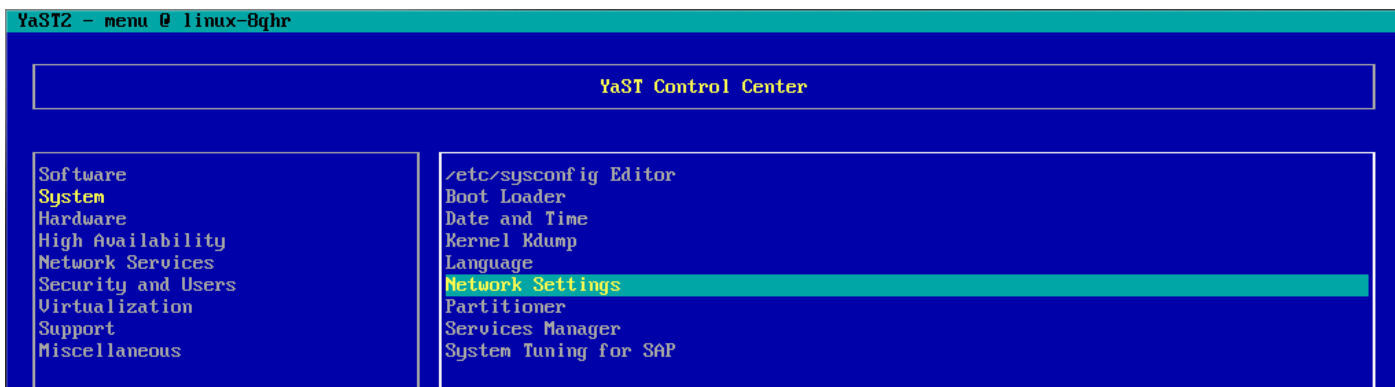 YaST2 - menu @ linux-8qhr
YaST Control Center
Software
System
Hardware
High Availability
Network Services
Security and Users
Virtualization
Support
Miscellaneous
/etc/sysconfig Editor
Boot Loader
Date and Time
Kernel Kdump
Language
Network Settings
Partitioner
Services Manager
System Tuning for SAP